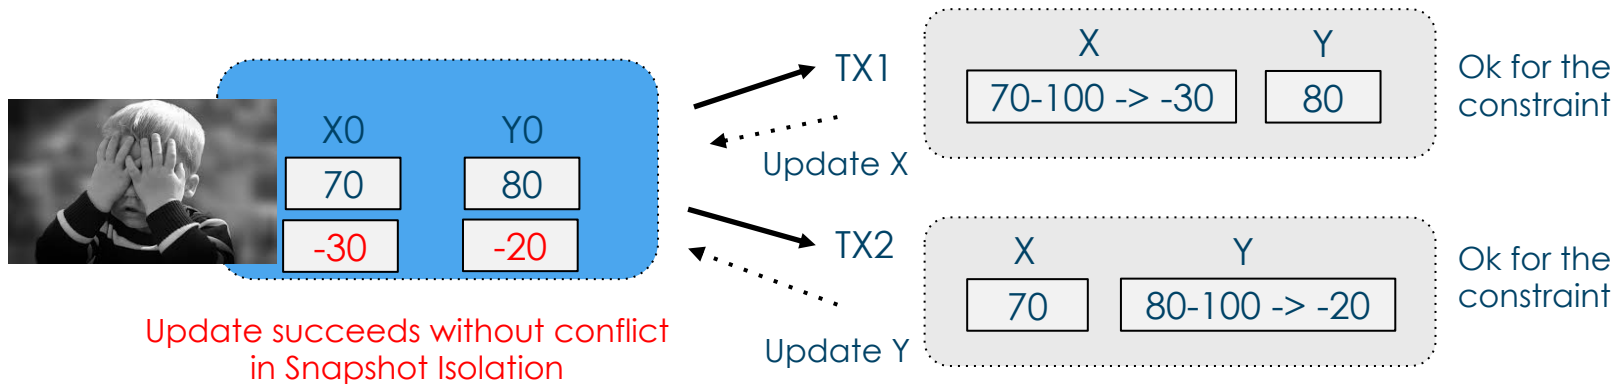 X0 Y0
70 80
-30 -20
Update succeeds without conflict
in Snapshot Isolation
TX1
Update X
X Y
70-100 -> -30 80
Ok for the
constraint
TX2
Update Y
X Y
70 80-100 -> -20
Ok for the
constraint